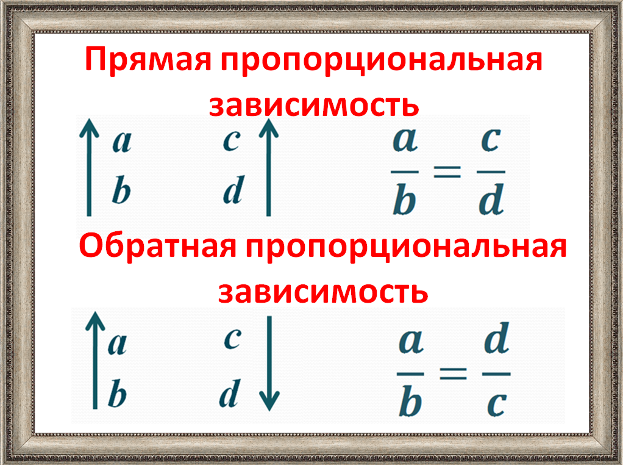 Прямая пропорциональная
зависимость
a c a/b = c/d
b d
Обратная пропорциональная
зависимость
a c a/b = d/c
b d